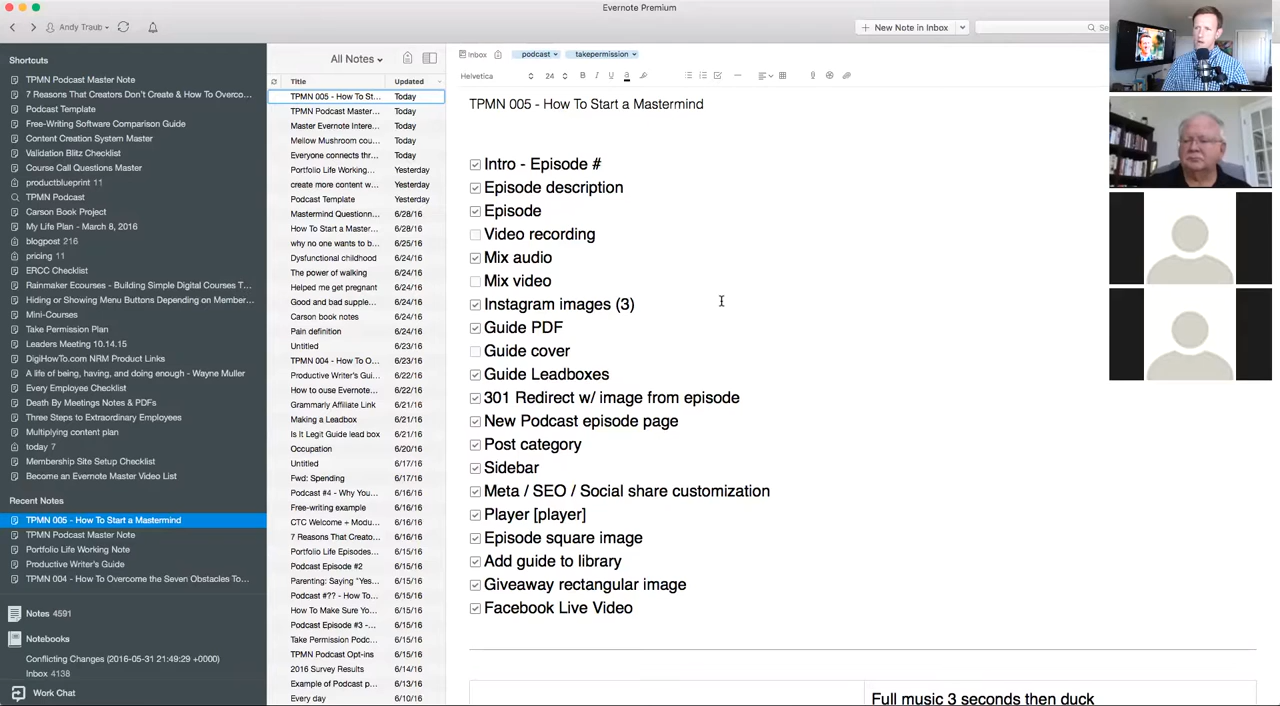 Evernote Premium
Andy Traub
New Note in Inbox
Shortcuts
TPMN Podcast Master Note
7 Reasons That Creators Don't Create & How To Overco...
Podcast Template
Free-Writing Software Comparison Guide
Content Creation System Master
Validation Blitz Checklist
Course Call Questions Master
productblueprint 11
TPMN Podcast
Carson Book Project
My Life Plan - March 8, 2016
blogpost 216
pricing 11
ERCC Checklist
Rainmaker Ecourses - Building Simple Digital Courses T...
Hiding or Showing Menu Buttons Depending on Member...
Mini-Courses
Take Permission Plan
Leaders Meeting 10.14.15
DigiHowTo.com NRM Product Links
A life of being, having, and doing enough - Wayne Muller
Every Employee Checklist
Death By Meetings Notes & PDFs
Three Steps to Extraordinary Employees
Multiplying content plan
today 7
Membership Site Setup Checklist
Become an Evernote Master Video List
Recent Notes
TPMN 005 - How To Start a Mastermind
TPMN Podcast Master Note
Portfolio Life Working Note
Productive Writer's Guide
TPMN 004 - How To Overcome the Seven Obstacles To...
Notes 4591
Notebooks
Conflicting Changes (2016-05-31 21:49:29 +0000)
Inbox 4138
Work Chat
All Notes
Title Updated
TPMN 005 - How To St... Today
TPMN Podcast Master... Today
Master Evernote Intere... Today
Mellow Mushroom cou... Today
Everyone connects thr... Today
Portfolio Life Working... Yesterday
create more content w... Yesterday
Podcast Template Yesterday
Mastermind Questionn... 6/28/16
How To Start a Master... 6/28/16
why no one wants to b... 6/25/16
Dysfunctional childhood 6/24/16
The power of walking 6/24/16
Helped me get pregnant 6/24/16
Good and bad supple... 6/24/16
Carson book notes 6/24/16
Pain definition 6/24/16
Untitled 6/23/16
TPMN 004 - How To O... 6/23/16
Productive Writer's Gui... 6/22/16
How to ouse Evernote... 6/22/16
Grammarly Affiliate Link 6/21/16
Making a Leadbox 6/21/16
Is It Legit Guide lead box 6/21/16
Occupation 6/20/16
Untitled 6/17/16
Fwd: Spending 6/17/16
Podcast #4 - Why You... 6/16/16
Free-writing example 6/16/16
CTC Welcome + Modu... 6/16/16
7 Reasons That Creato... 6/16/16
Portfolio Life Episodes... 6/15/16
Podcast Episode #2 6/15/16
Parenting: Saying "Yes... 6/15/16
Podcast #?? - How To... 6/15/16
How To Make Sure Yo... 6/15/16
Podcast Episode #3 -... 6/15/16
Take Permission Podc... 6/15/16
TPMN Podcast Opt-ins 6/15/16
2016 Survey Results 6/14/16
Example of Podcast p... 6/13/16
Every day 6/10/16
Inbox podcast takepermission
Helvetica 24 B I U a
TPMN 005 - How To Start a Mastermind
Intro - Episode #
Episode description
Episode
Video recording
Mix audio
Mix video
Instagram images (3)
Guide PDF
Guide cover
Guide Leadboxes
301 Redirect w/ image from episode
New Podcast episode page
Post category
Sidebar
Meta / SEO / Social share customization
Player [player]
Episode square image
Add guide to library
Giveaway rectangular image
Facebook Live Video
Full music 3 seconds then duck